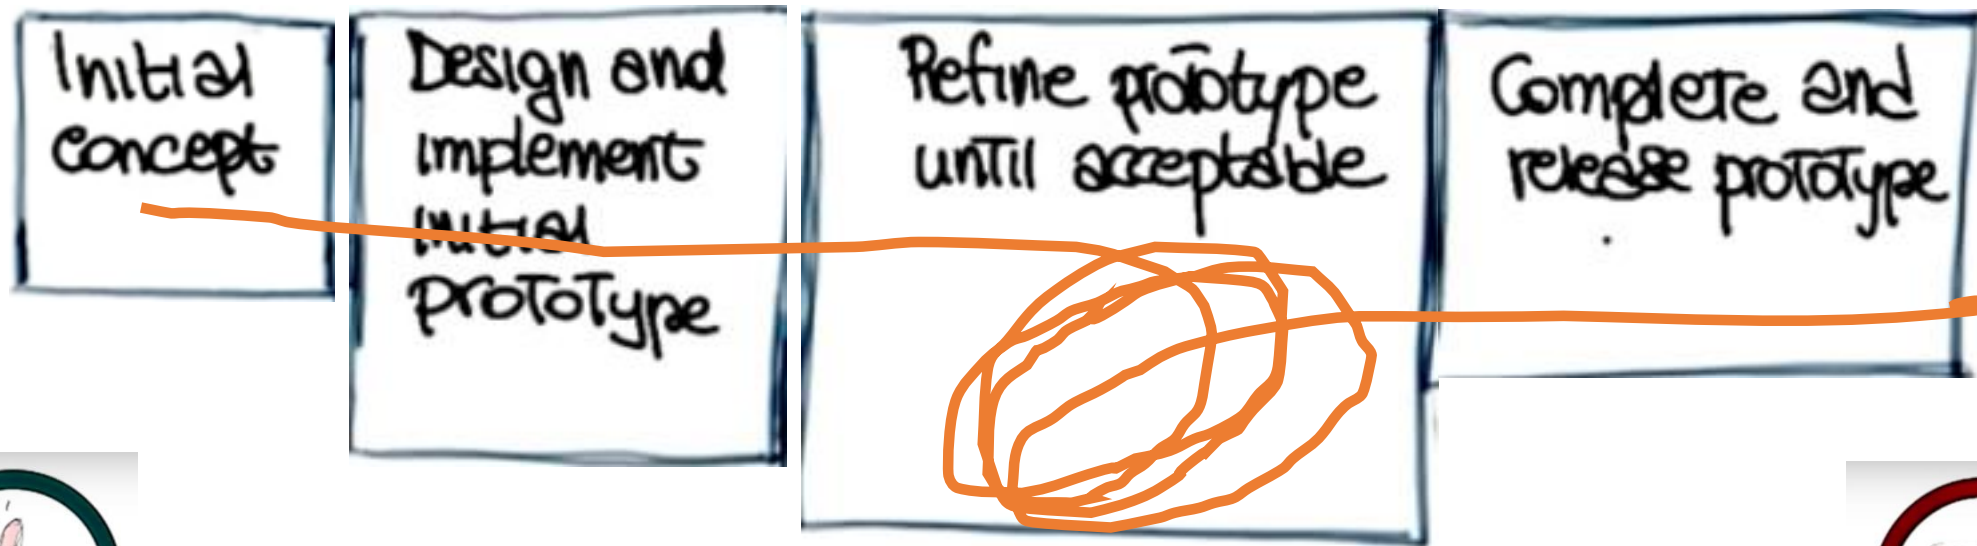 Initial
concept
Design and
implement
initial
prototype
Refine prototype
until acceptable
Complete and
release prototype